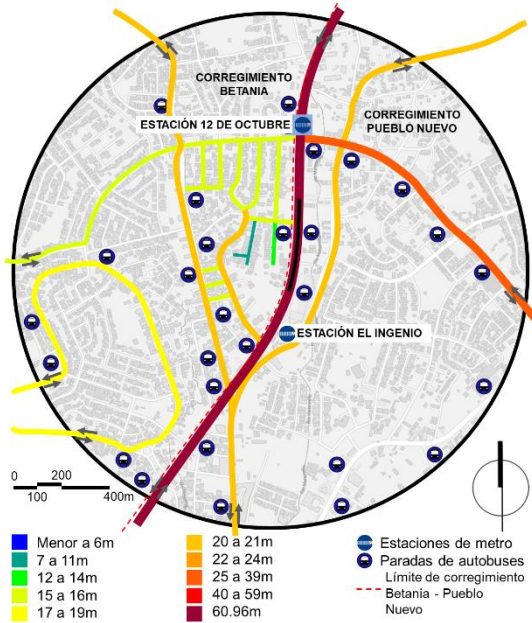 CORREGIMIENTO
BETANIA
ESTACIÓN 12 DE OCTUBRE
CORREGIMIENTO
PUEBLO NUEVO
ESTACIÓN EL INGENIO
0 200
100 400m
Menor a 6m
7 a 11m
12 a 14m
15 a 16m
17 a 19m
20 a 21m
22 a 24m
25 a 39m
40 a 59m
60.96m
Estaciones de metro
Paradas de autobuses
Límite de corregimiento
Betania - Pueblo
Nuevo